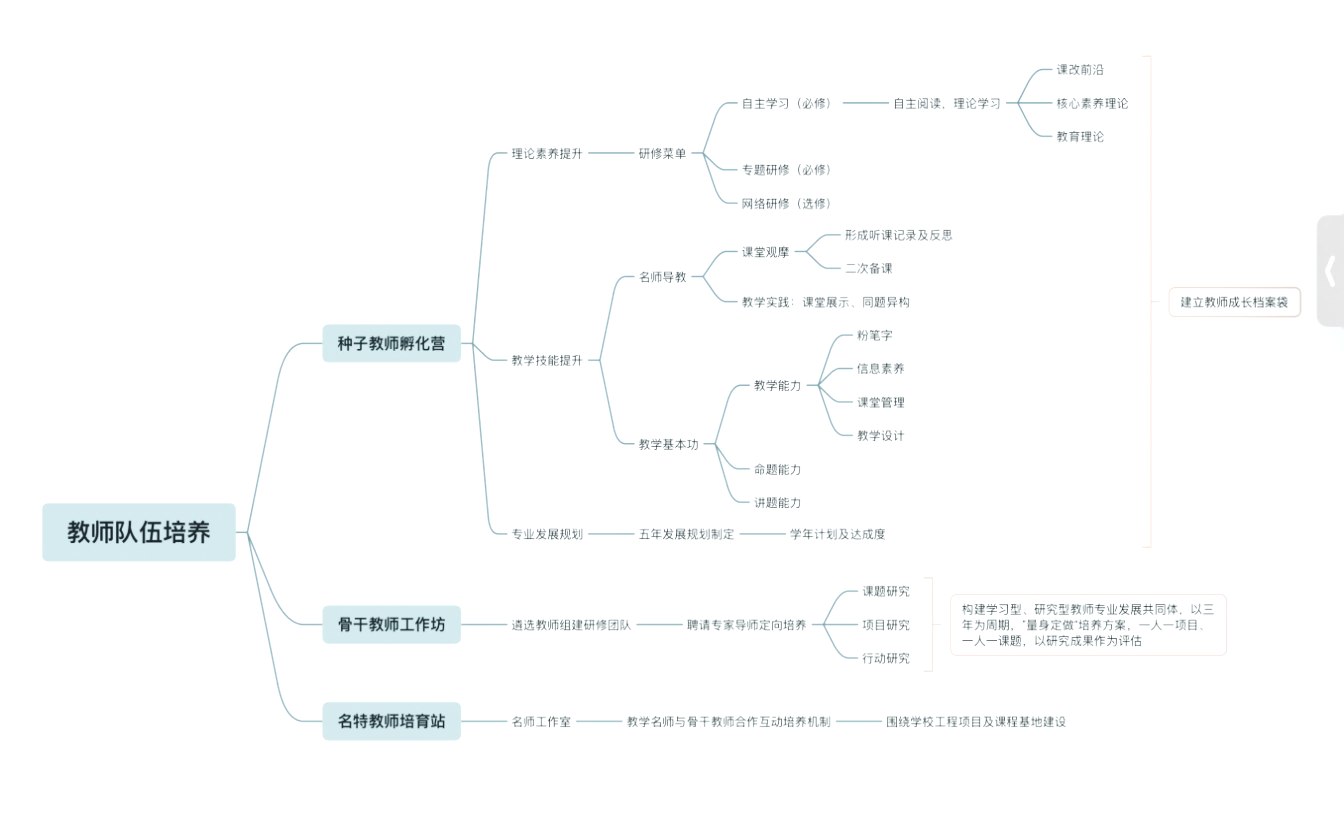 教师队伍培养
种子教师孵化营
理论素养提升
研修菜单
自主学习（必修）
自主阅读、理论学习
课改前沿
核心素养理论
教育理论
专题研修（必修）
网络研修（选修）
教学技能提升
名师导教
课堂观摩
形成听课记录及反思
二次备课
教学实践：课堂展示、同题异构
教学基本功
教学能力
粉笔字
信息素养
课堂管理
教学设计
命题能力
讲题能力
专业发展规划
五年发展规划制定
学年计划及达成度
建立教师成长档案袋
骨干教师工作坊
遴选教师组建研修团队
聘请专家导师定向培养
课题研究
项目研究
行动研究
构建学习型、研究型教师专业发展共同体，以三
年为周期，"量身定做"培养方案，一人一项目、
一人一课题，以研究成果作为评估
名特教师培育站
名师工作室
教学名师与骨干教师合作互动培养机制
围绕学校工程项目及课程基地建设